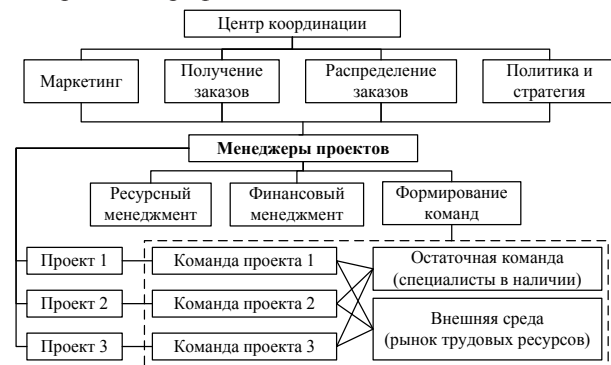 Центр координации
Маркетинг
Получение
заказов
Распределение
заказов
Политика и
стратегия
Менеджеры проектов
Ресурсный
менеджмент
Финансовый
менеджмент
Формирование
команд
Проект 1
Команда проекта 1
Остаточная команда
(специалисты в наличии)
Проект 2
Команда проекта 2
Внешняя среда
(рынок трудовых ресурсов)
Проект 3
Команда проекта 3